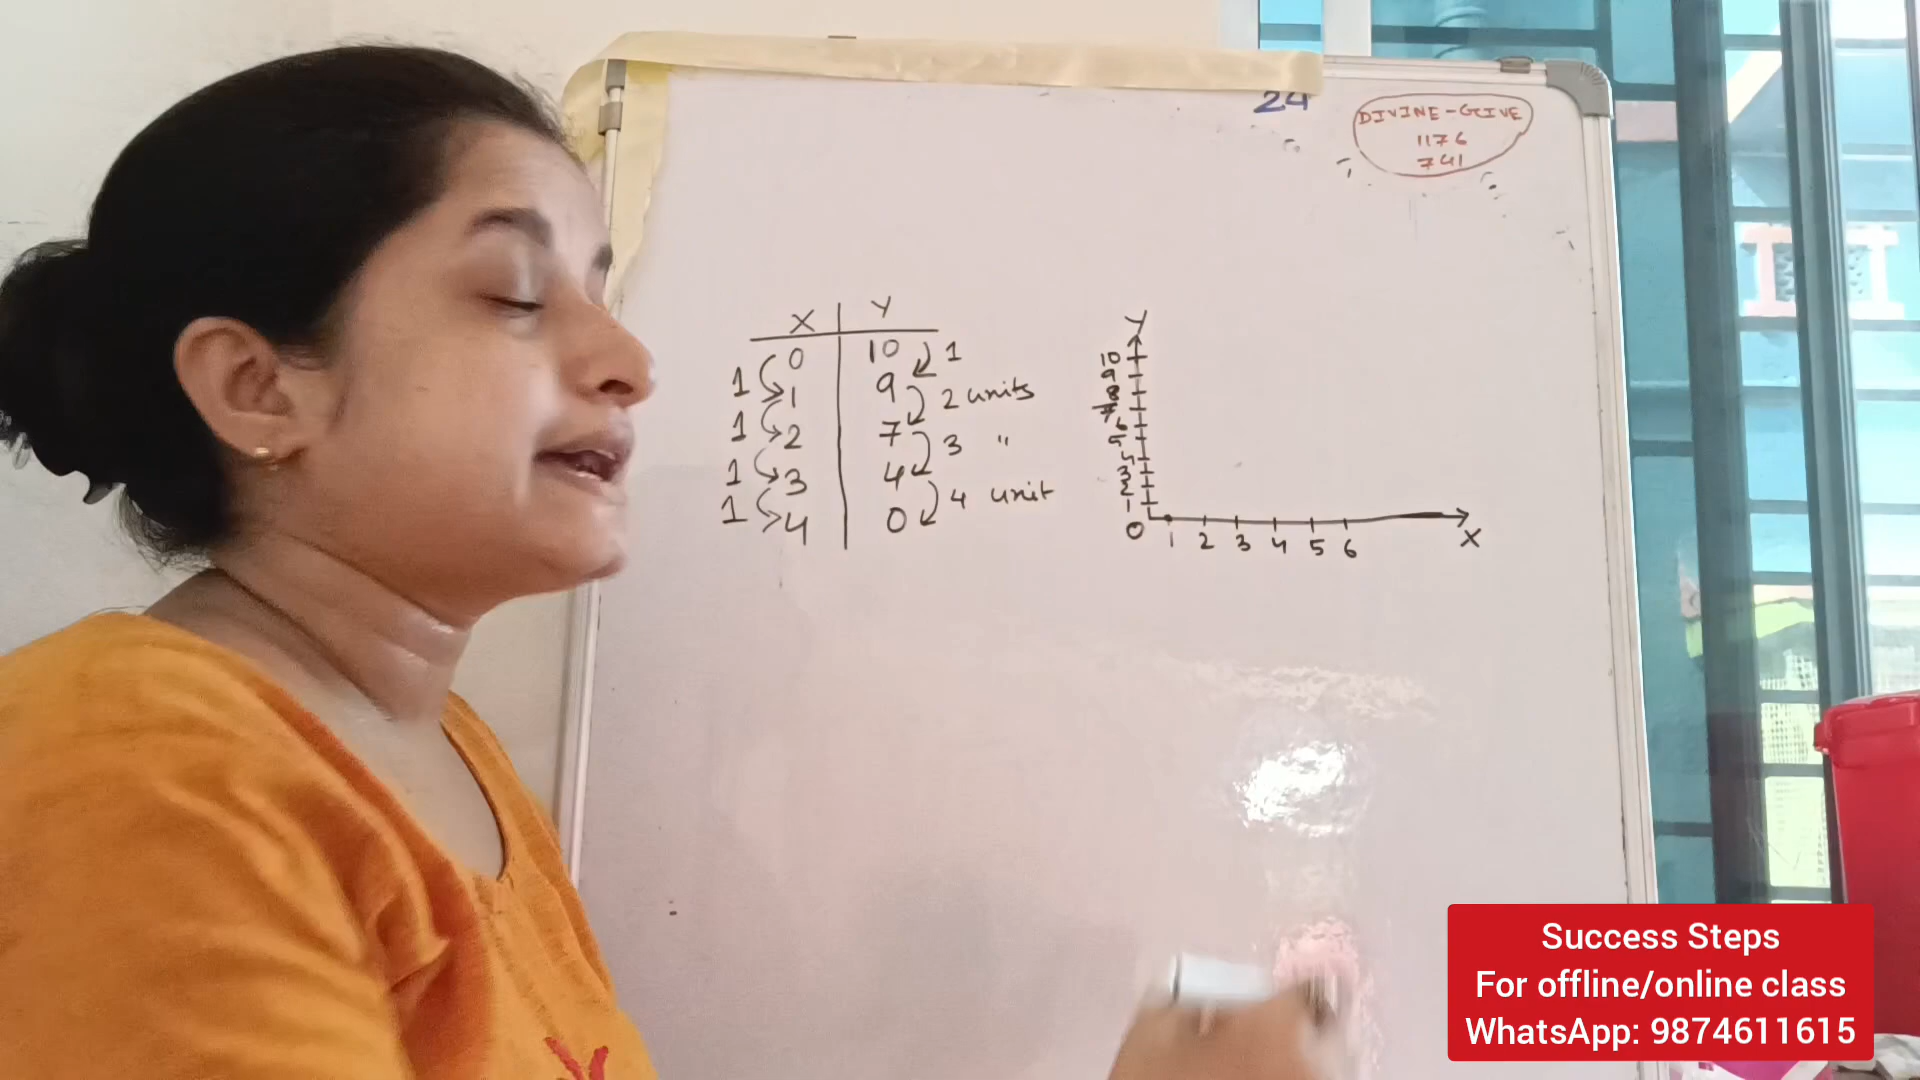 24
DIVINE-GIVE
1176
741
X Y
0 10
1 9
2 7
3 4
4 0
1
1
1
1
1
2 units
3 "
4 unit
Y
10
9
8
7
6
5
4
3
2
1
0
1 2 3 4 5 6
X
Success Steps
For offline/online class
WhatsApp: 9874611615